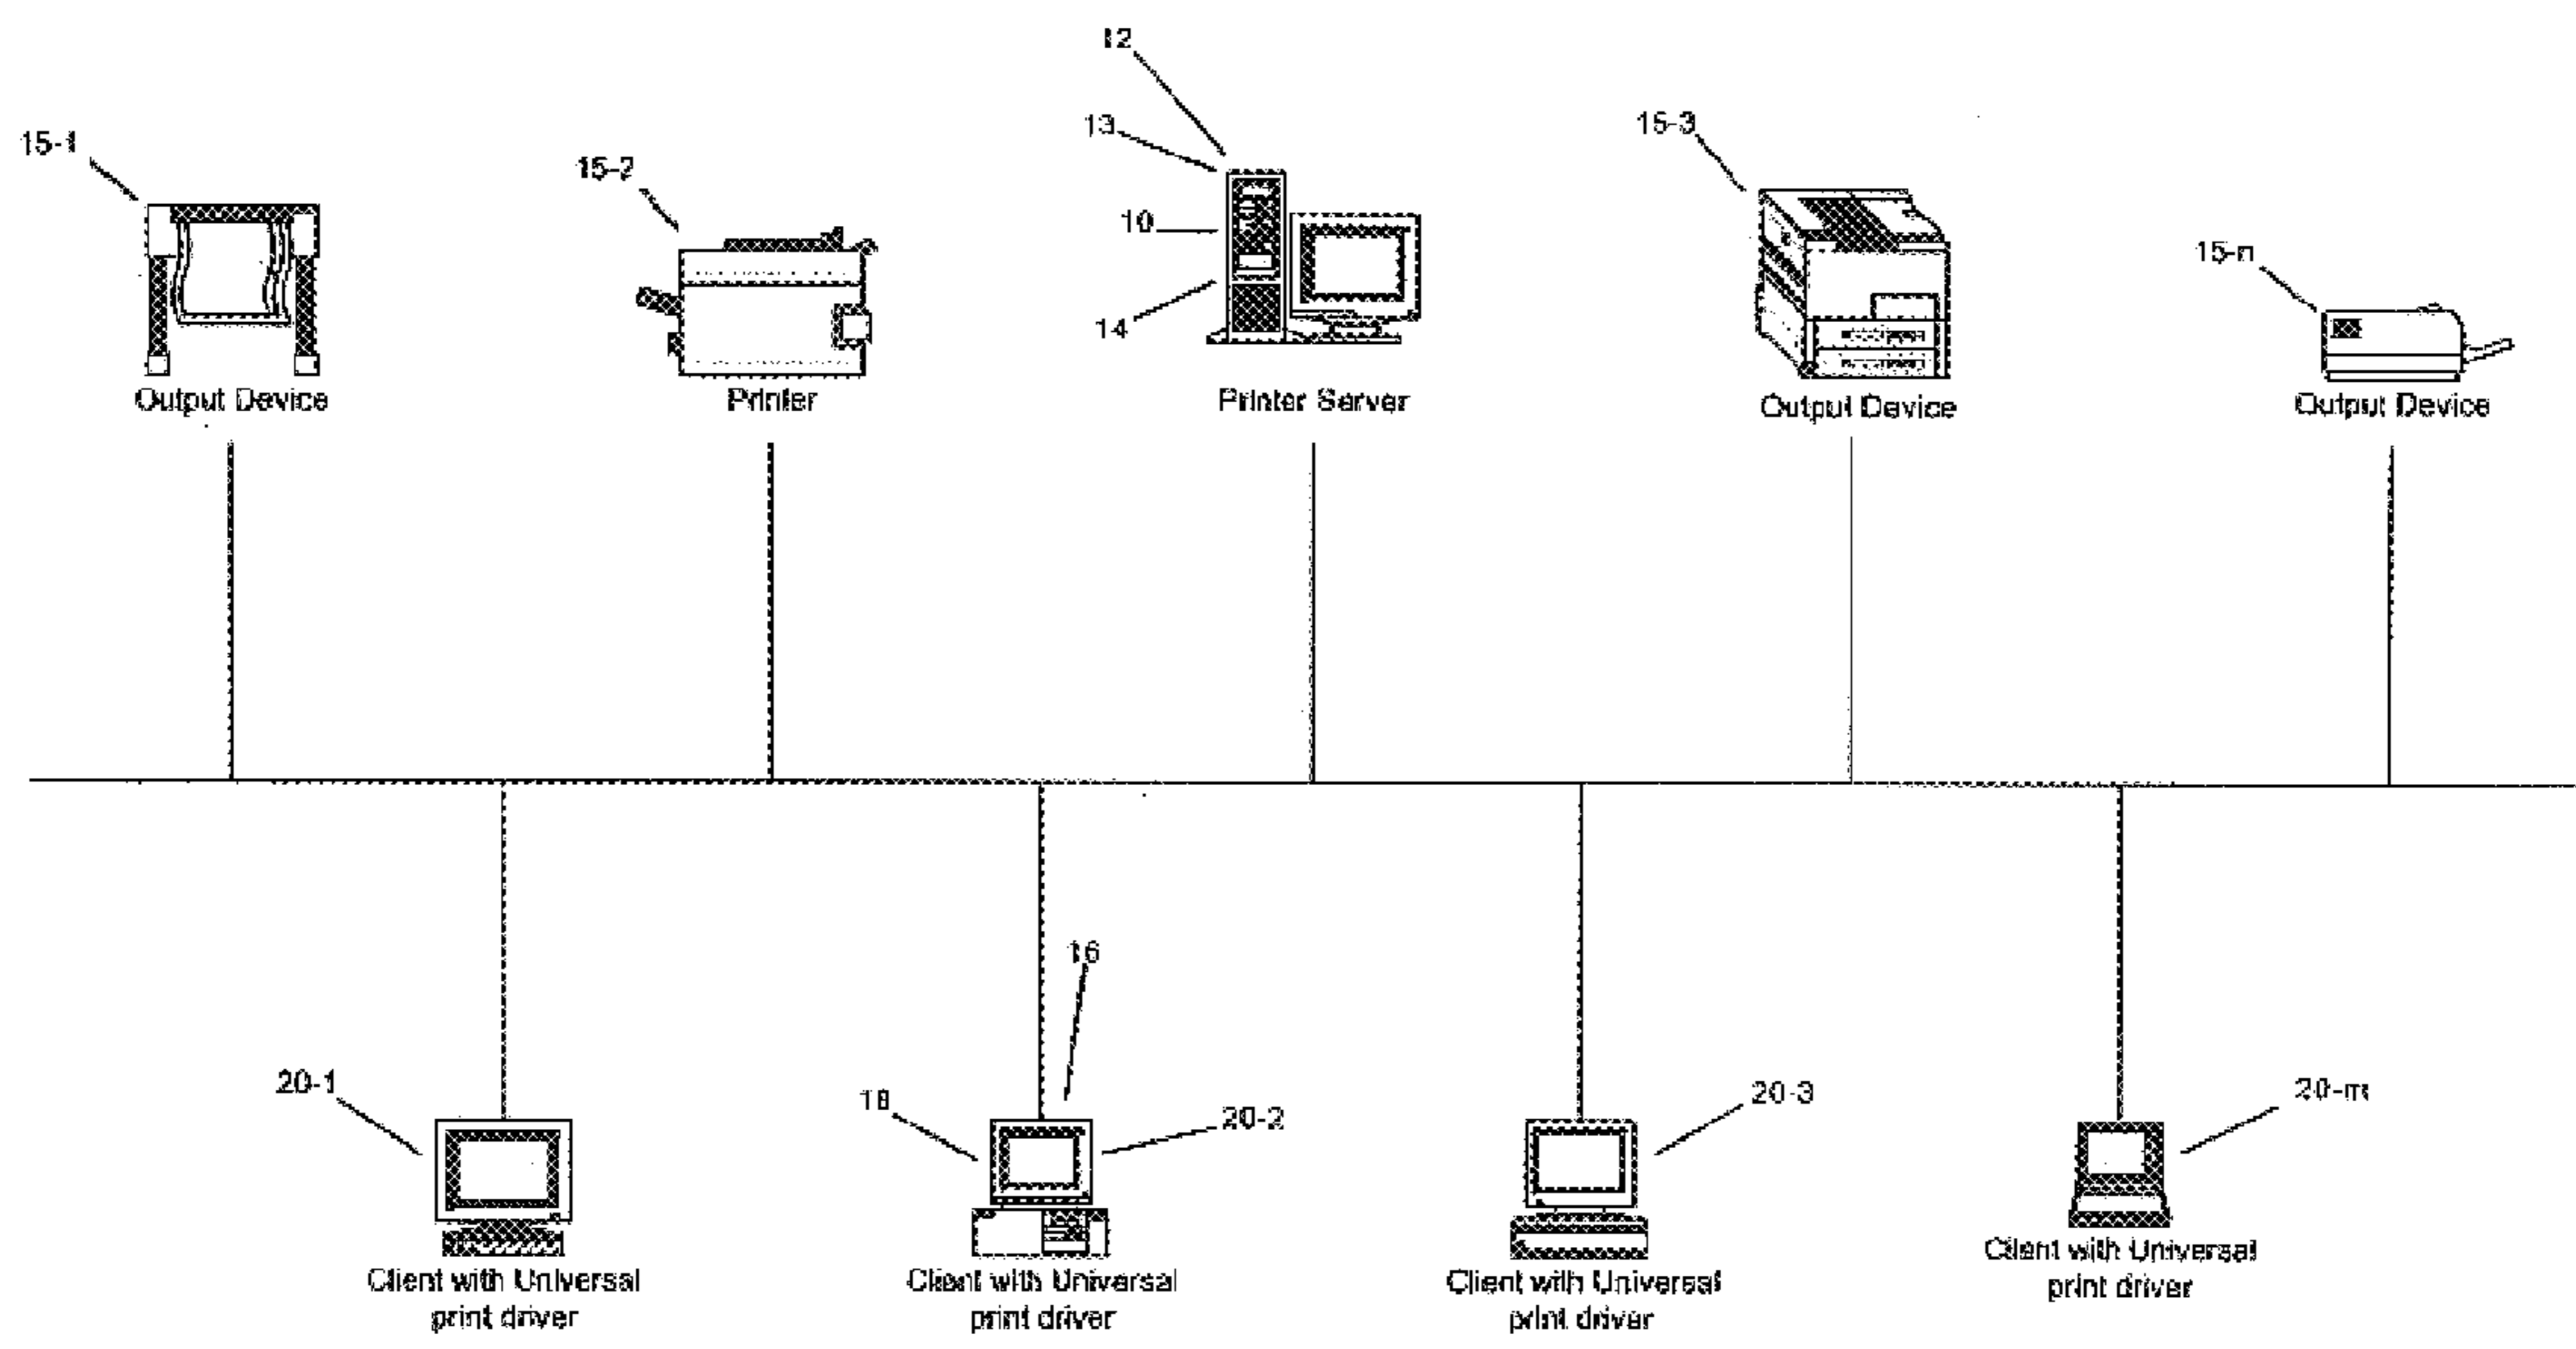 12
13
15-3
15-1
15-2
10
15-n
14
Output Device
Printer
Printer Server
Output Device
Output Device
16
20-1
18
20-2
20-3
20-m
Client with Universal
print driver
Client with Universal
print driver
Client with Universal
print driver
Client with Universal
print driver